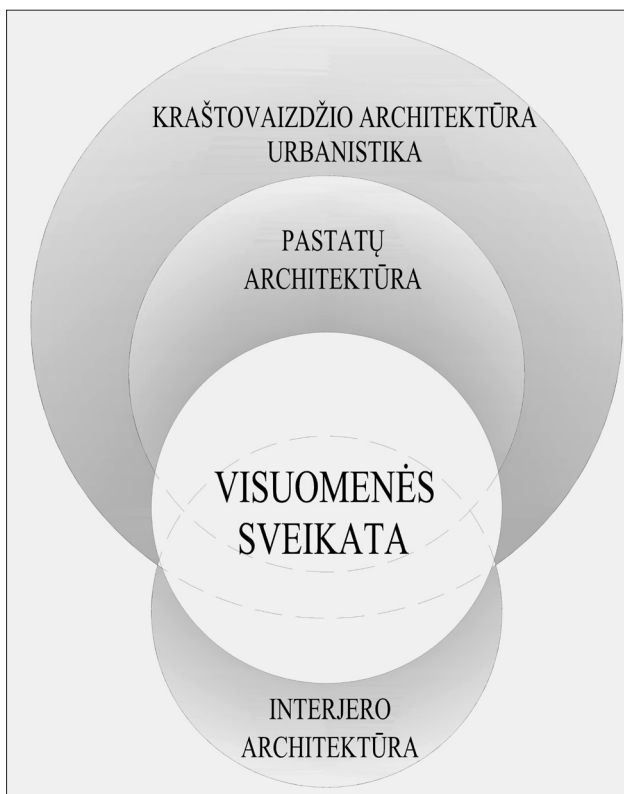 KRAŠTOVAIZDŽIO ARCHITEKTŪRA
URBANISTIKA
PASTATŲ
ARCHITEKTŪRA
VISUOMENĖS
SVEIKATA
INTERJERO
ARCHITEKTŪRA